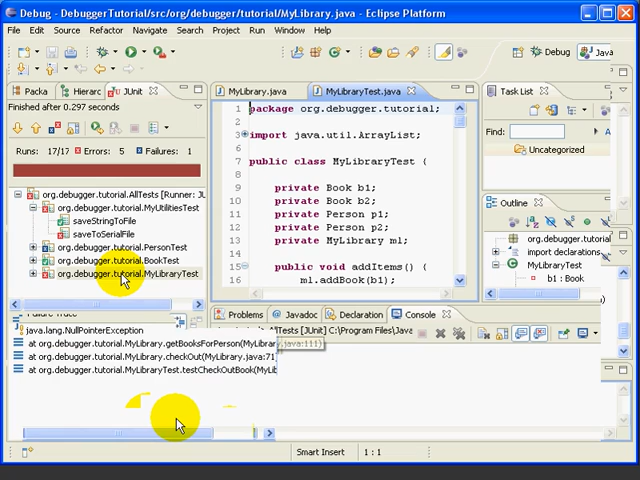 Debug - DebuggerTutorial/src/org/debugger/tutorial/MyLibrary.java - Eclipse Platform
File Edit Source Refactor Navigate Search Project Run Window Help
Debug Java
Packa Hierarc JUnit
Finished after 0.297 seconds
Runs: 17/17 Errors: 5 Failures: 1
org.debugger.tutorial.AllTests [Runner: JU
org.debugger.tutorial.MyUtilitiesTest
saveStringToFile
saveToSerialFile
org.debugger.tutorial.PersonTest
org.debugger.tutorial.BookTest
org.debugger.tutorial.MyLibraryTest
java.lang.NullPointerException
at org.debugger.tutorial.MyLibrary.getBooksForPerson(MyLibrary.java:111)
at org.debugger.tutorial.MyLibrary.checkOut(MyLibrary.java:71)
at org.debugger.tutorial.MyLibraryTest.testCheckOutBook(MyLib
MyLibrary.java MyLibraryTest.java
1 package org.debugger.tutorial;
3 import java.util.ArrayList;
7 public class MyLibraryTest {
9 private Book b1;
10 private Book b2;
11 private Person p1;
12 private Person p2;
13 private MyLibrary ml;
15 public void addItems() {
16 ml.addBook(b1);
Problems Javadoc Declaration Console
AllTests [JUnit] C:\Program Files\Java
Task List
Find: A
Uncategorized
Outline
org.debugger.tutorial
import declarations
MyLibraryTest
b1 : Book
Smart Insert 1 : 1